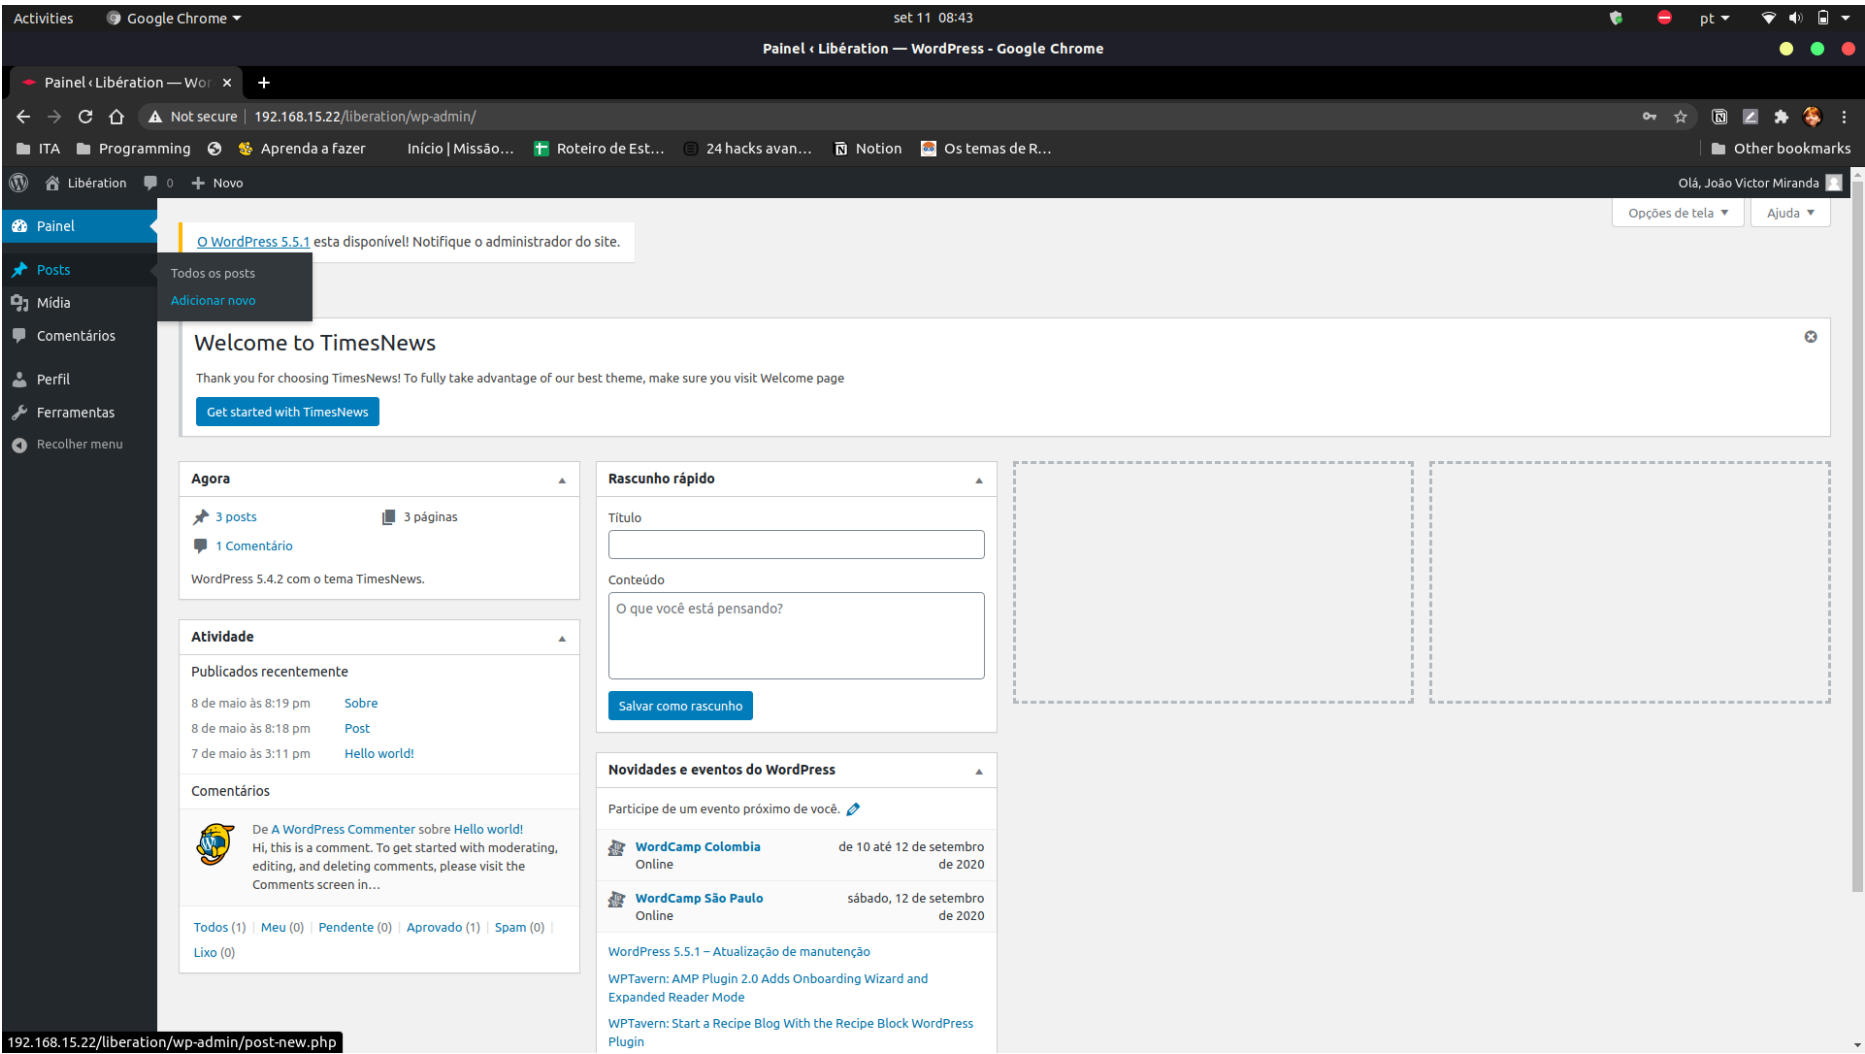 Activities Google Chrome set 11 08:43 pt
Painel ‹ Libération — WordPress - Google Chrome
Painel ‹ Libération — Wor
Not secure 192.168.15.22/liberation/wp-admin/
ITA Programming Aprenda a fazer Início | Missão... Roteiro de Est... 24 hacks avan... Notion Os temas de R... Other bookmarks
Libération 0 Novo Olá, João Victor Miranda
Painel
Opções de tela Ajuda
O WordPress 5.5.1 esta disponível! Notifique o administrador do site.
Posts
Todos os posts
Adicionar novo
Mídia
Comentários
Perfil
Ferramentas
Recolher menu
Welcome to TimesNews
Thank you for choosing TimesNews! To fully take advantage of our best theme, make sure you visit Welcome page
Get started with TimesNews
Agora
3 posts 3 páginas
1 Comentário
WordPress 5.4.2 com o tema TimesNews.
Atividade
Publicados recentemente
8 de maio às 8:19 pm Sobre
8 de maio às 8:18 pm Post
7 de maio às 3:11 pm Hello world!
Comentários
De A WordPress Commenter sobre Hello world!
Hi, this is a comment. To get started with moderating,
editing, and deleting comments, please visit the
Comments screen in…
Todos (1) | Meu (0) | Pendente (0) | Aprovado (1) | Spam (0) |
Lixo (0)
Rascunho rápido
Título
Conteúdo
O que você está pensando?
Salvar como rascunho
Novidades e eventos do WordPress
Participe de um evento próximo de você.
WordCamp Colombia de 10 até 12 de setembro
Online de 2020
WordCamp São Paulo sábado, 12 de setembro
Online de 2020
WordPress 5.5.1 – Atualização de manutenção
WPTavern: AMP Plugin 2.0 Adds Onboarding Wizard and
Expanded Reader Mode
WPTavern: Start a Recipe Blog With the Recipe Block WordPress
Plugin
192.168.15.22/liberation/wp-admin/post-new.php